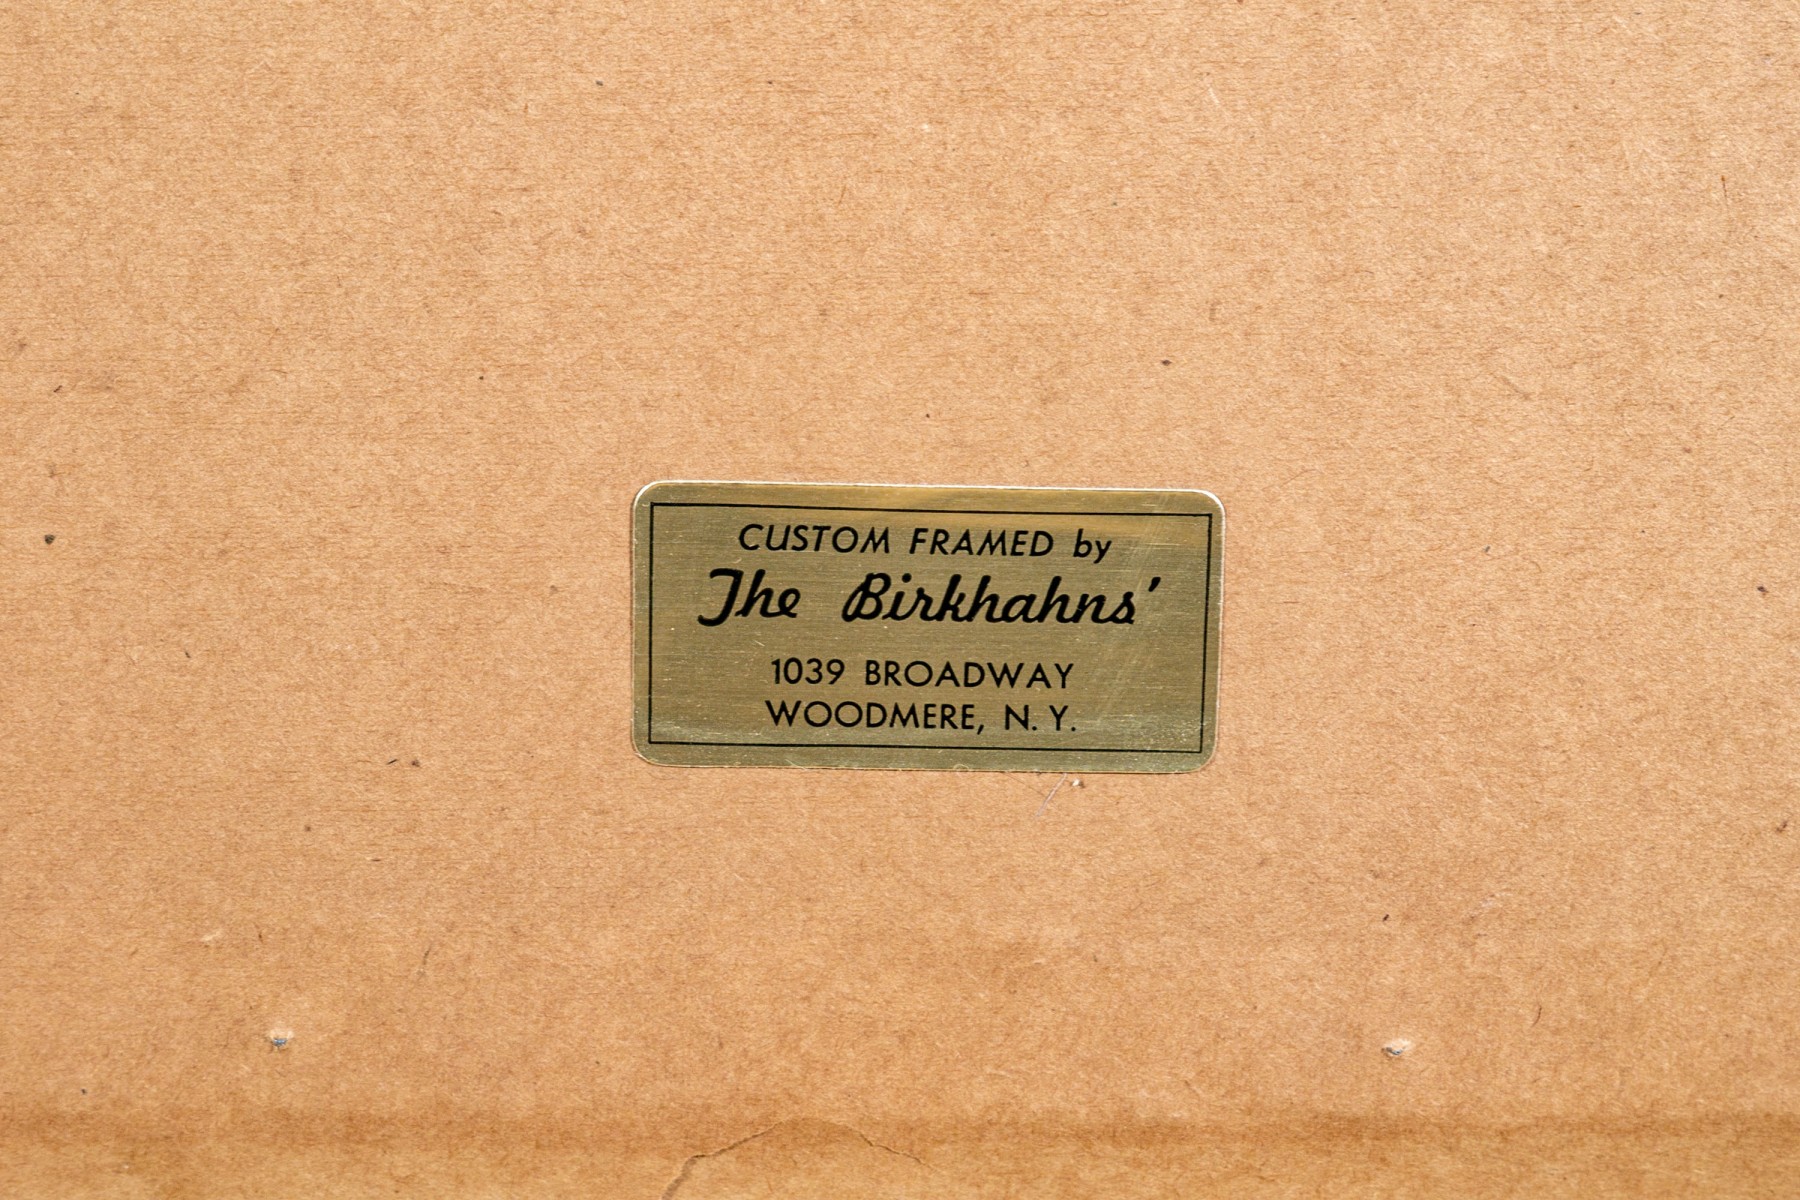 CUSTOM FRAMED by
The Birkhahns'
1039 BROADWAY
WOODMERE, N. Y.